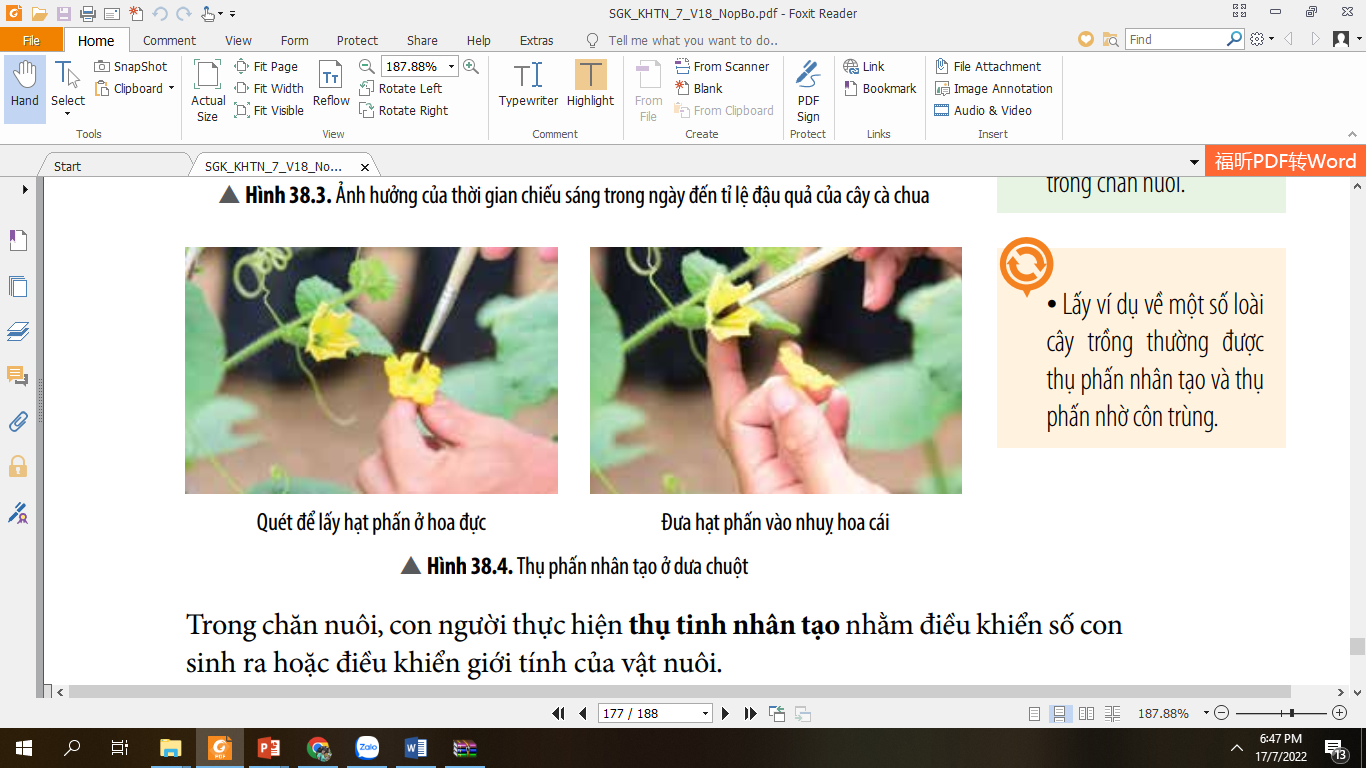 SGK_KHTN_7_V18_NopBo.pdf - Foxit Reader
File Home Comment View Form Protect Share Help Extras Tell me what you want to do.. Find
Hand
Select
SnapShot
Clipboard
Tools
Actual Size
Fit Page
Fit Width
Fit Visible
Reflow
187.88%
Rotate Left
Rotate Right
View
Typewriter
Highlight
Comment
From File
From Scanner
Blank
From Clipboard
Create
PDF Sign
Protect
Link
Bookmark
Links
File Attachment
Image Annotation
Audio & Video
Insert
Start
SGK_KHTN_7_V18_No...
福昕PDF转Word
Hình 38.3. Ảnh hưởng của thời gian chiếu sáng trong ngày đến tỉ lệ đậu quả của cây cà chua
trong chăn nuôi.
• Lấy ví dụ về một số loài
cây trồng thường được
thụ phấn nhân tạo và thụ
phấn nhờ côn trùng.
Quét để lấy hạt phấn ở hoa đực
Đưa hạt phấn vào nhuỵ hoa cái
Hình 38.4. Thụ phấn nhân tạo ở dưa chuột
Trong chăn nuôi, con người thực hiện thụ tinh nhân tạo nhằm điều khiển số con
sinh ra hoặc điều khiển giới tính của vật nuôi.
177 / 188
187.88%
Zalo
6:47 PM
17/7/2022
13